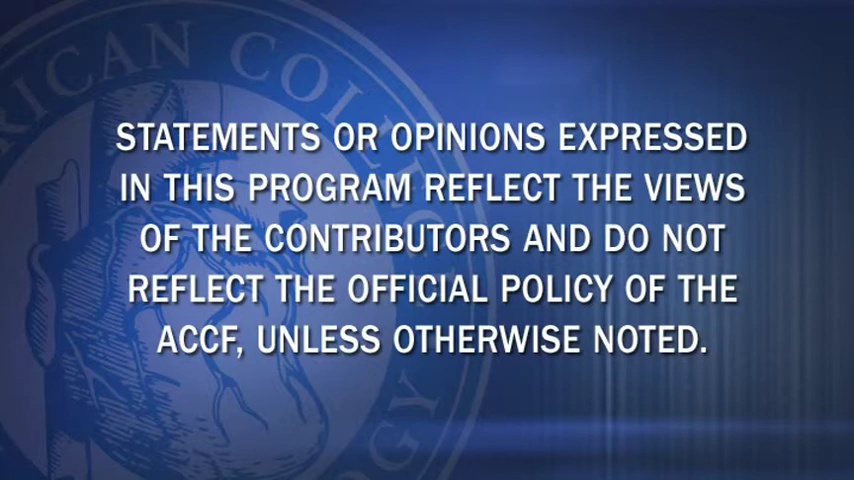 STATEMENTS OR OPINIONS EXPRESSED
IN THIS PROGRAM REFLECT THE VIEWS
OF THE CONTRIBUTORS AND DO NOT
REFLECT THE OFFICIAL POLICY OF THE
ACCF, UNLESS OTHERWISE NOTED.